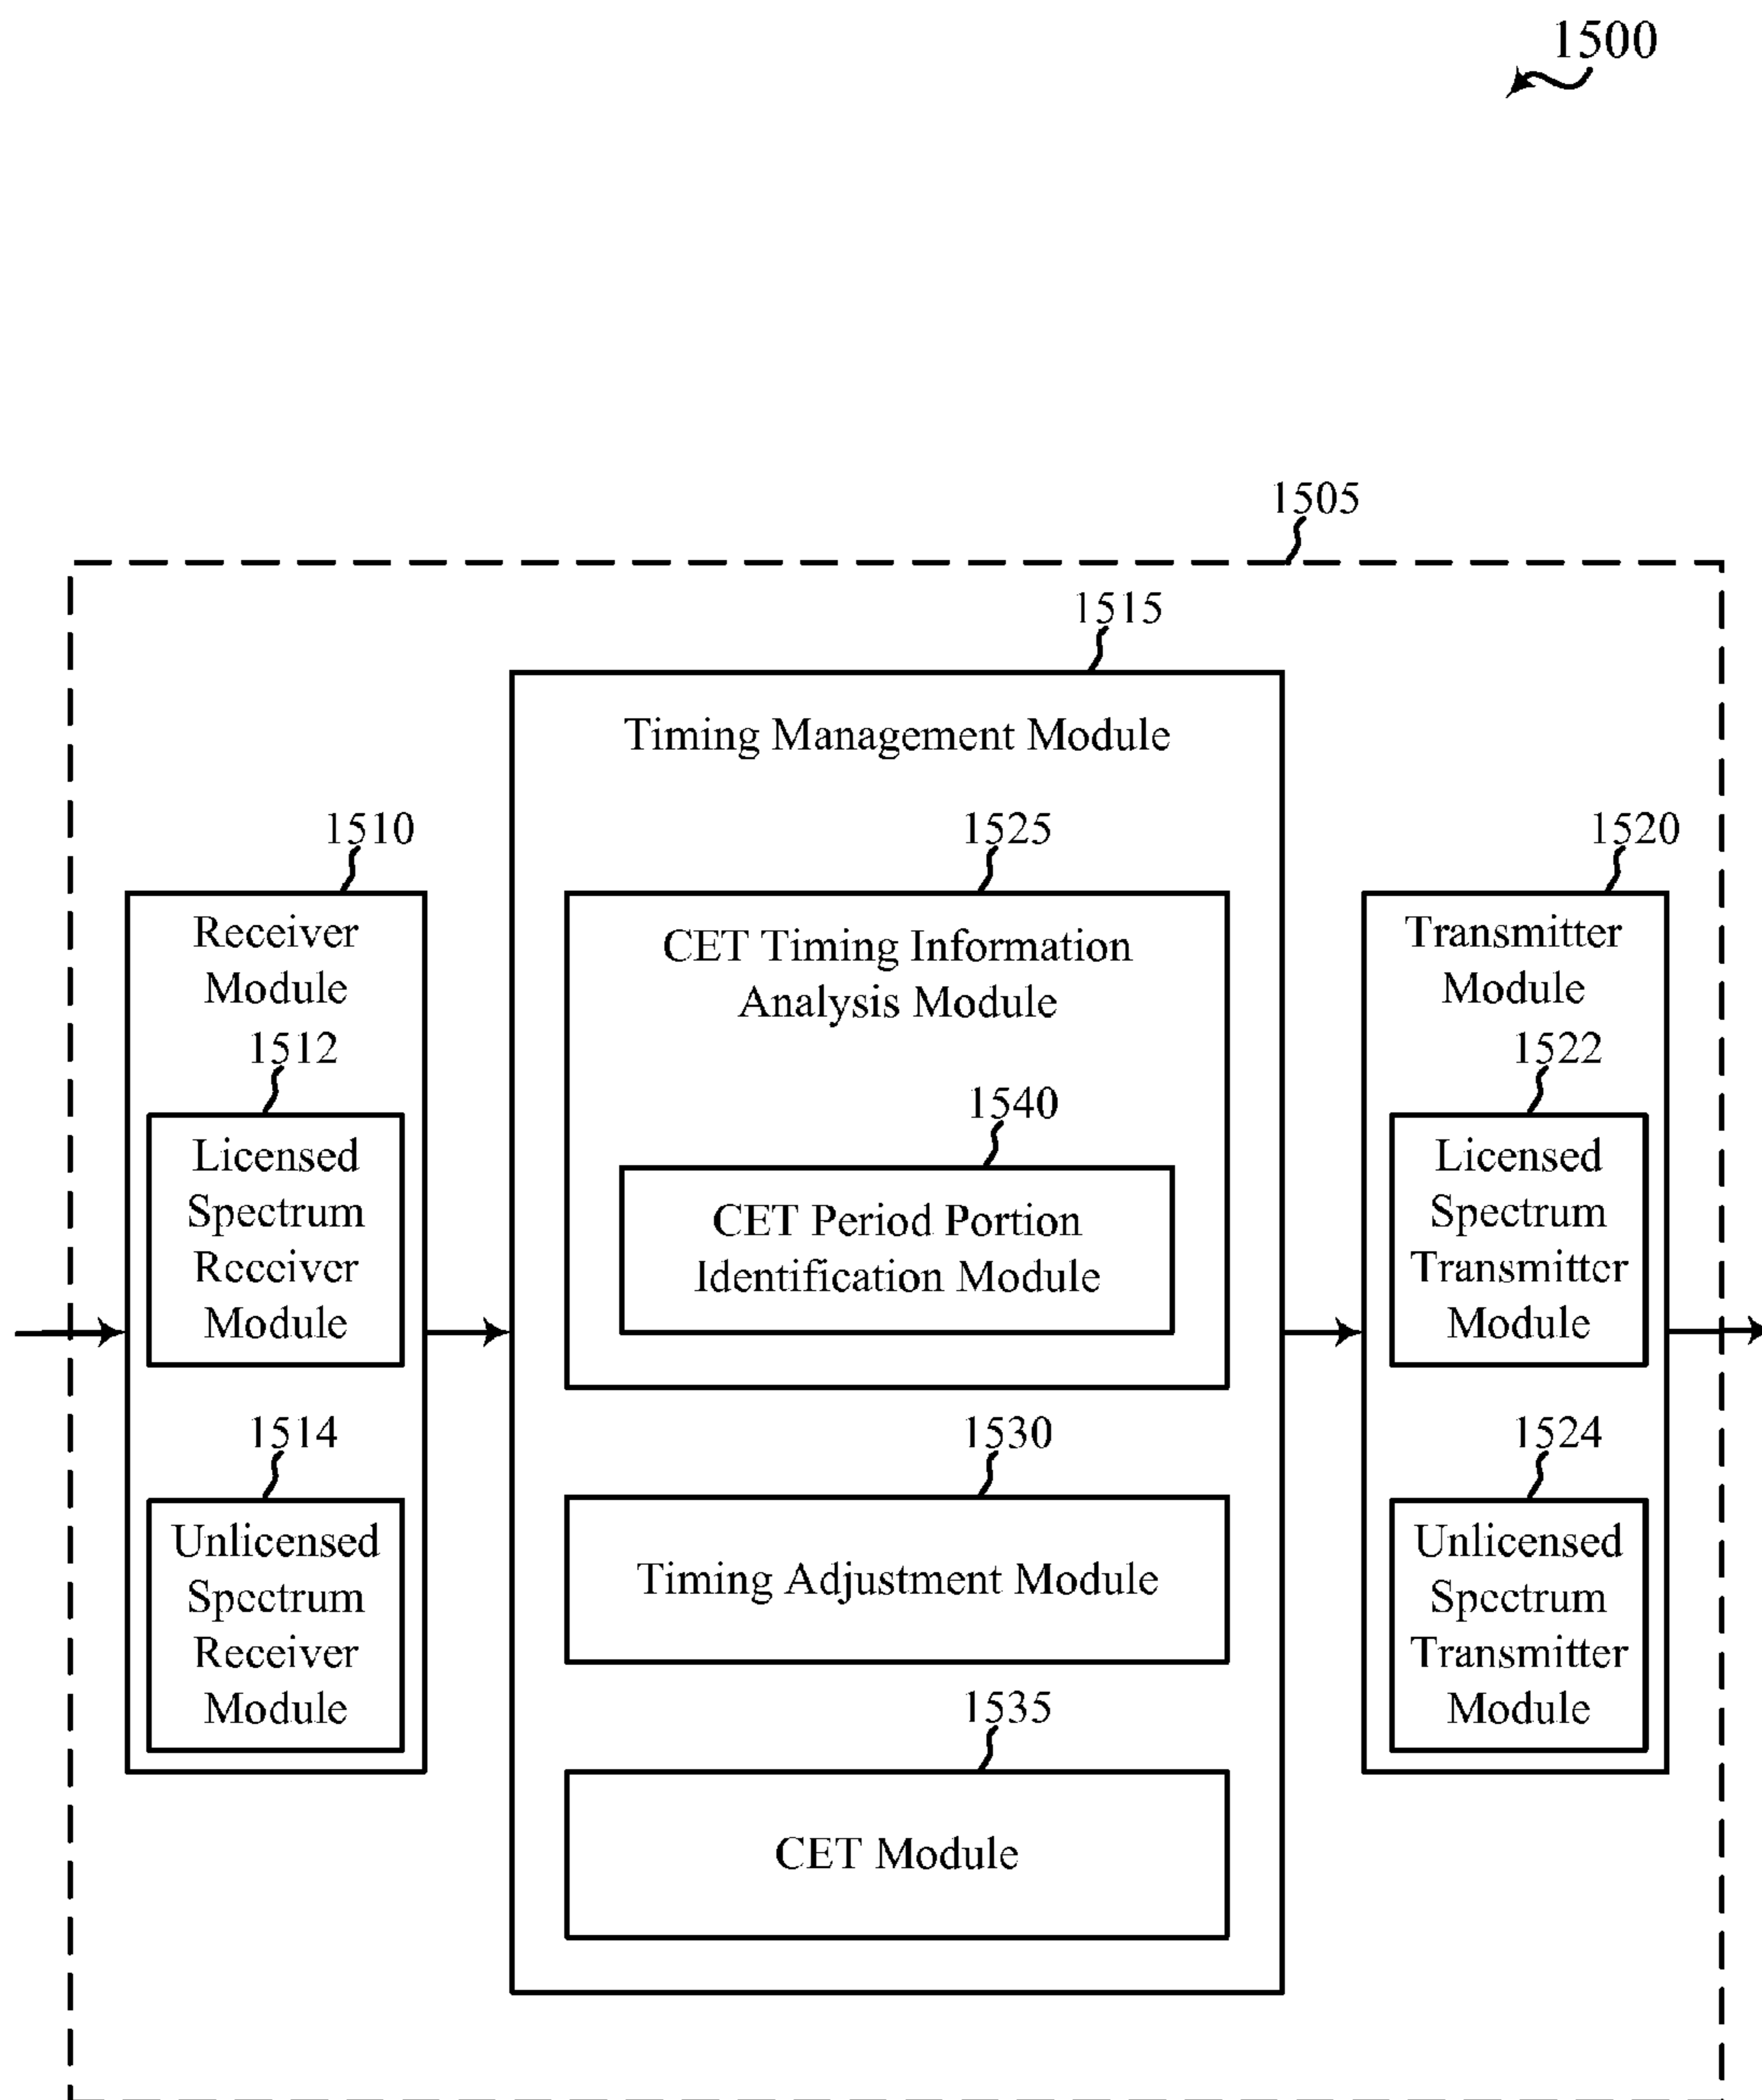 1500
1505
1515
Timing Management Module
1510
Receiver
Module
1512
Licensed
Spectrum
Receiver
Module
1514
Unlicensed
Spectrum
Receiver
Module
1525
CET Timing Information
Analysis Module
1540
CET Period Portion
Identification Module
1530
Timing Adjustment Module
1535
CET Module
1520
Transmitter
Module
1522
Licensed
Spectrum
Transmitter
Module
1524
Unlicensed
Spectrum
Transmitter
Module